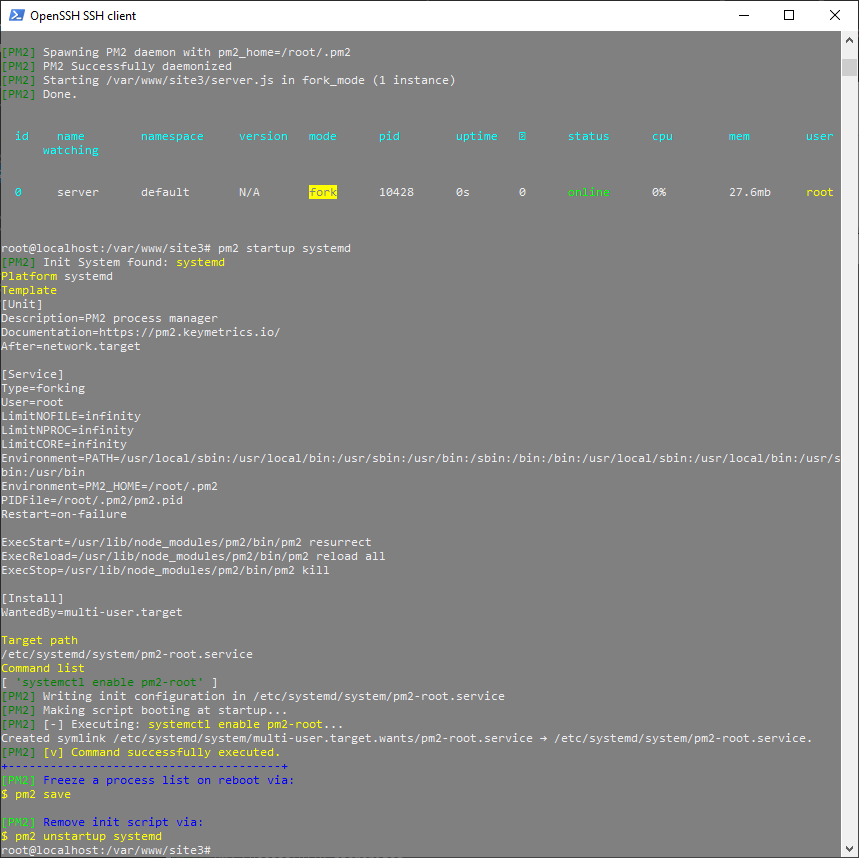 OpenSSH SSH client
[PM2] Spawning PM2 daemon with pm2_home=/root/.pm2
[PM2] PM2 Successfully daemonized
[PM2] Starting /var/www/site3/server.js in fork_mode (1 instance)
[PM2] Done.
id name namespace version mode pid uptime status cpu mem user
watching
0 server default N/A fork 10428 0s 0 online 0% 27.6mb root
root@localhost:/var/www/site3# pm2 startup systemd
[PM2] Init System found: systemd
Platform systemd
Template
[Unit]
Description=PM2 process manager
Documentation=https://pm2.keymetrics.io/
After=network.target
[Service]
Type=forking
User=root
LimitNOFILE=infinity
LimitNPROC=infinity
LimitCORE=infinity
Environment=PATH=/usr/local/sbin:/usr/local/bin:/usr/sbin:/usr/bin:/sbin:/bin:/bin:/usr/local/sbin:/usr/local/bin:/usr/s
bin:/usr/bin
Environment=PM2_HOME=/root/.pm2
PIDFile=/root/.pm2/pm2.pid
Restart=on-failure
ExecStart=/usr/lib/node_modules/pm2/bin/pm2 resurrect
ExecReload=/usr/lib/node_modules/pm2/bin/pm2 reload all
ExecStop=/usr/lib/node_modules/pm2/bin/pm2 kill
[Install]
WantedBy=multi-user.target
Target path
/etc/systemd/system/pm2-root.service
Command list
[ 'systemctl enable pm2-root' ]
[PM2] Writing init configuration in /etc/systemd/system/pm2-root.service
[PM2] Making script booting at startup...
[PM2] [-] Executing: systemctl enable pm2-root...
Created symlink /etc/systemd/system/multi-user.target.wants/pm2-root.service → /etc/systemd/system/pm2-root.service.
[PM2] [v] Command successfully executed.
+---------------------------------------+
[PM2] Freeze a process list on reboot via:
$ pm2 save
[PM2] Remove init script via:
$ pm2 unstartup systemd
root@localhost:/var/www/site3#